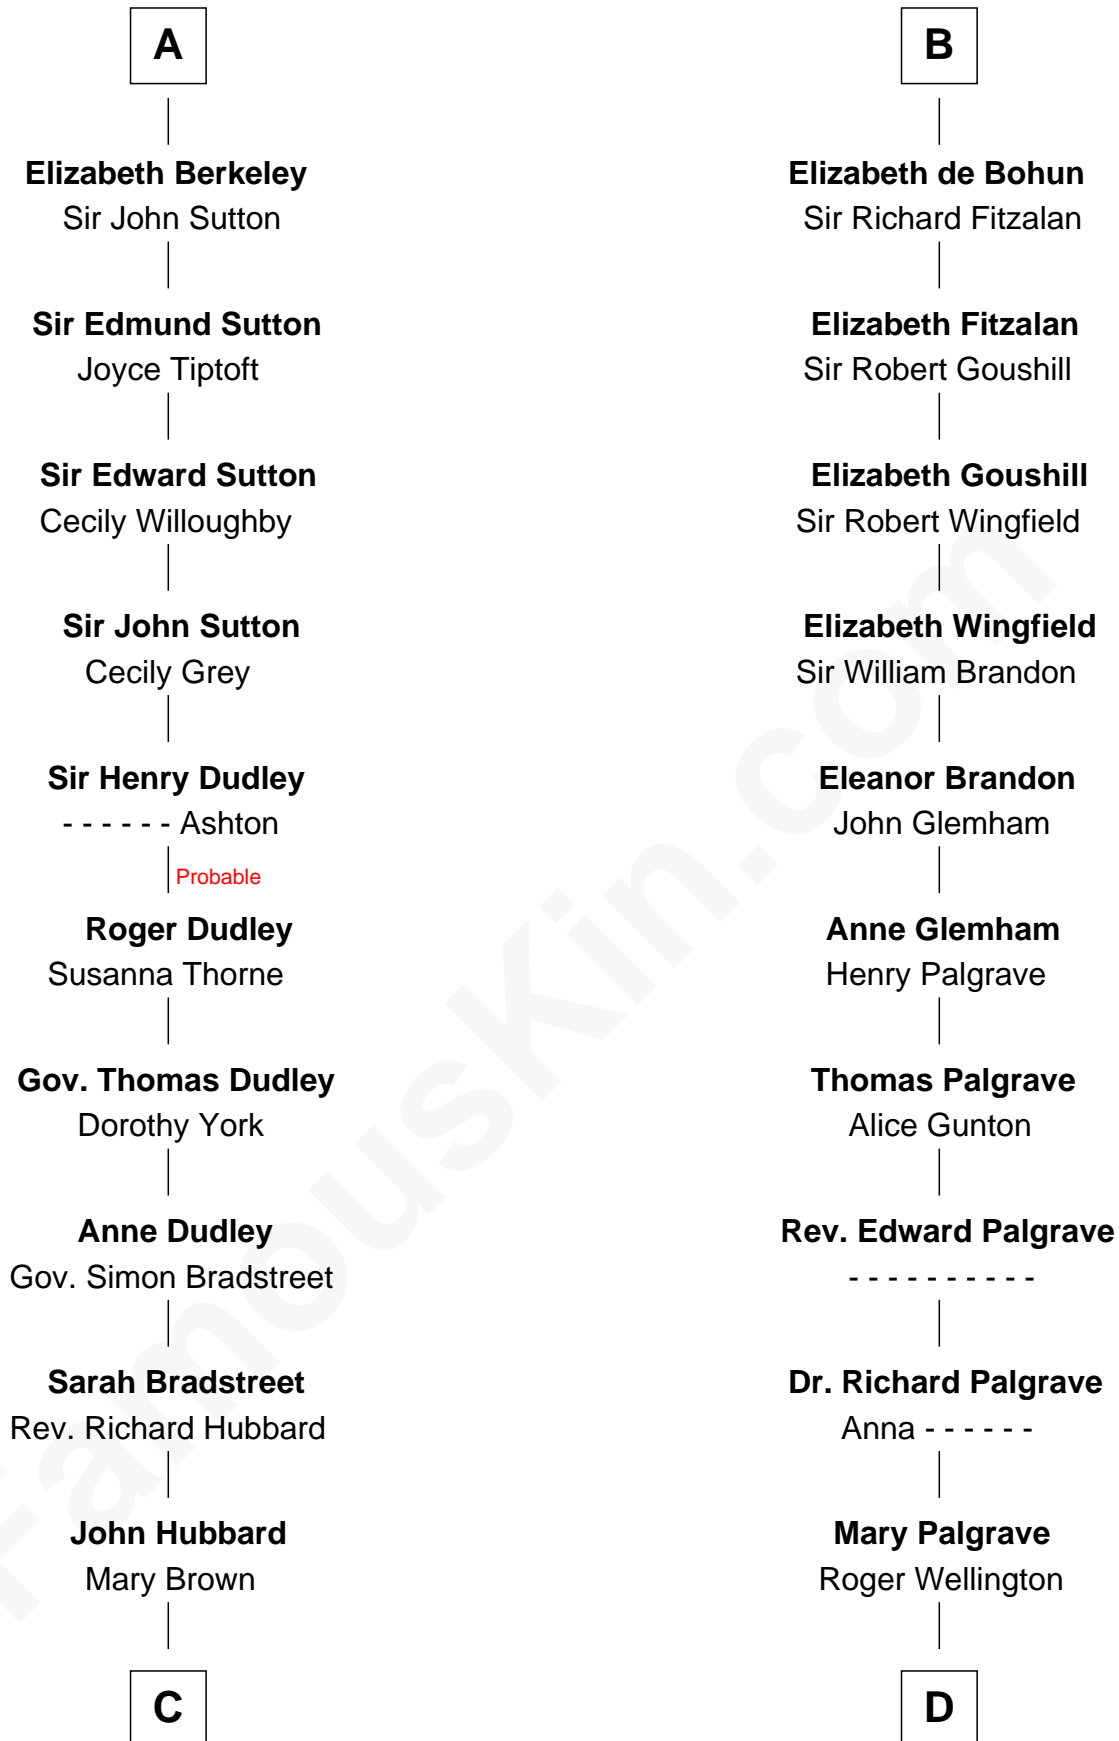 A
Elizabeth Berkeley
Sir John Sutton
Sir Edmund Sutton
Joyce Tiptoft
Sir Edward Sutton
Cecily Willoughby
Sir John Sutton
Cecily Grey
Sir Henry Dudley
- - - - - - Ashton
Probable
Roger Dudley
Susanna Thorne
Gov. Thomas Dudley
Dorothy York
Anne Dudley
Gov. Simon Bradstreet
Sarah Bradstreet
Rev. Richard Hubbard
John Hubbard
Mary Brown
C
B
Elizabeth de Bohun
Sir Richard Fitzalan
Elizabeth Fitzalan
Sir Robert Goushill
Elizabeth Goushill
Sir Robert Wingfield
Elizabeth Wingfield
Sir William Brandon
Eleanor Brandon
John Glemham
Anne Glemham
Henry Palgrave
Thomas Palgrave
Alice Gunton
Rev. Edward Palgrave
- - - - - - - - - -
Dr. Richard Palgrave
Anna - - - - - -
Mary Palgrave
Roger Wellington
D
FamousKin.com